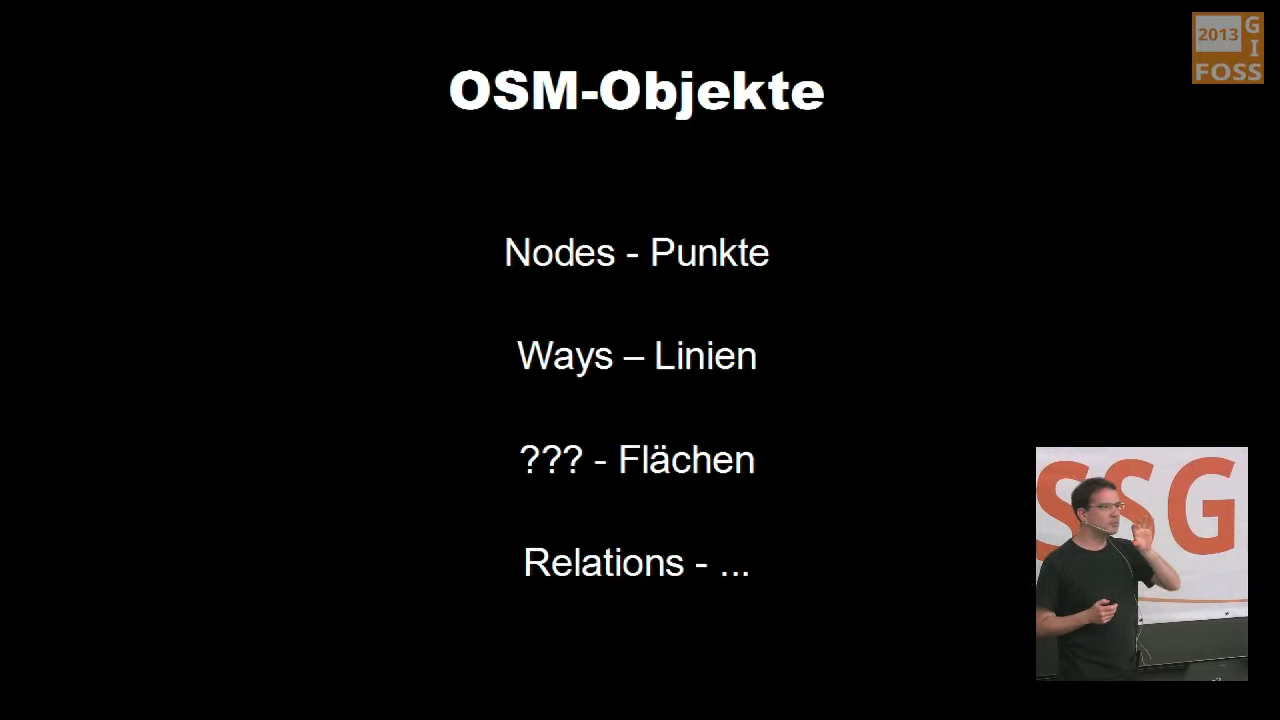 OSM-Objekte
Nodes - Punkte
Ways – Linien
??? - Flächen
Relations - ...
2013
G
I
FOSS
SSG